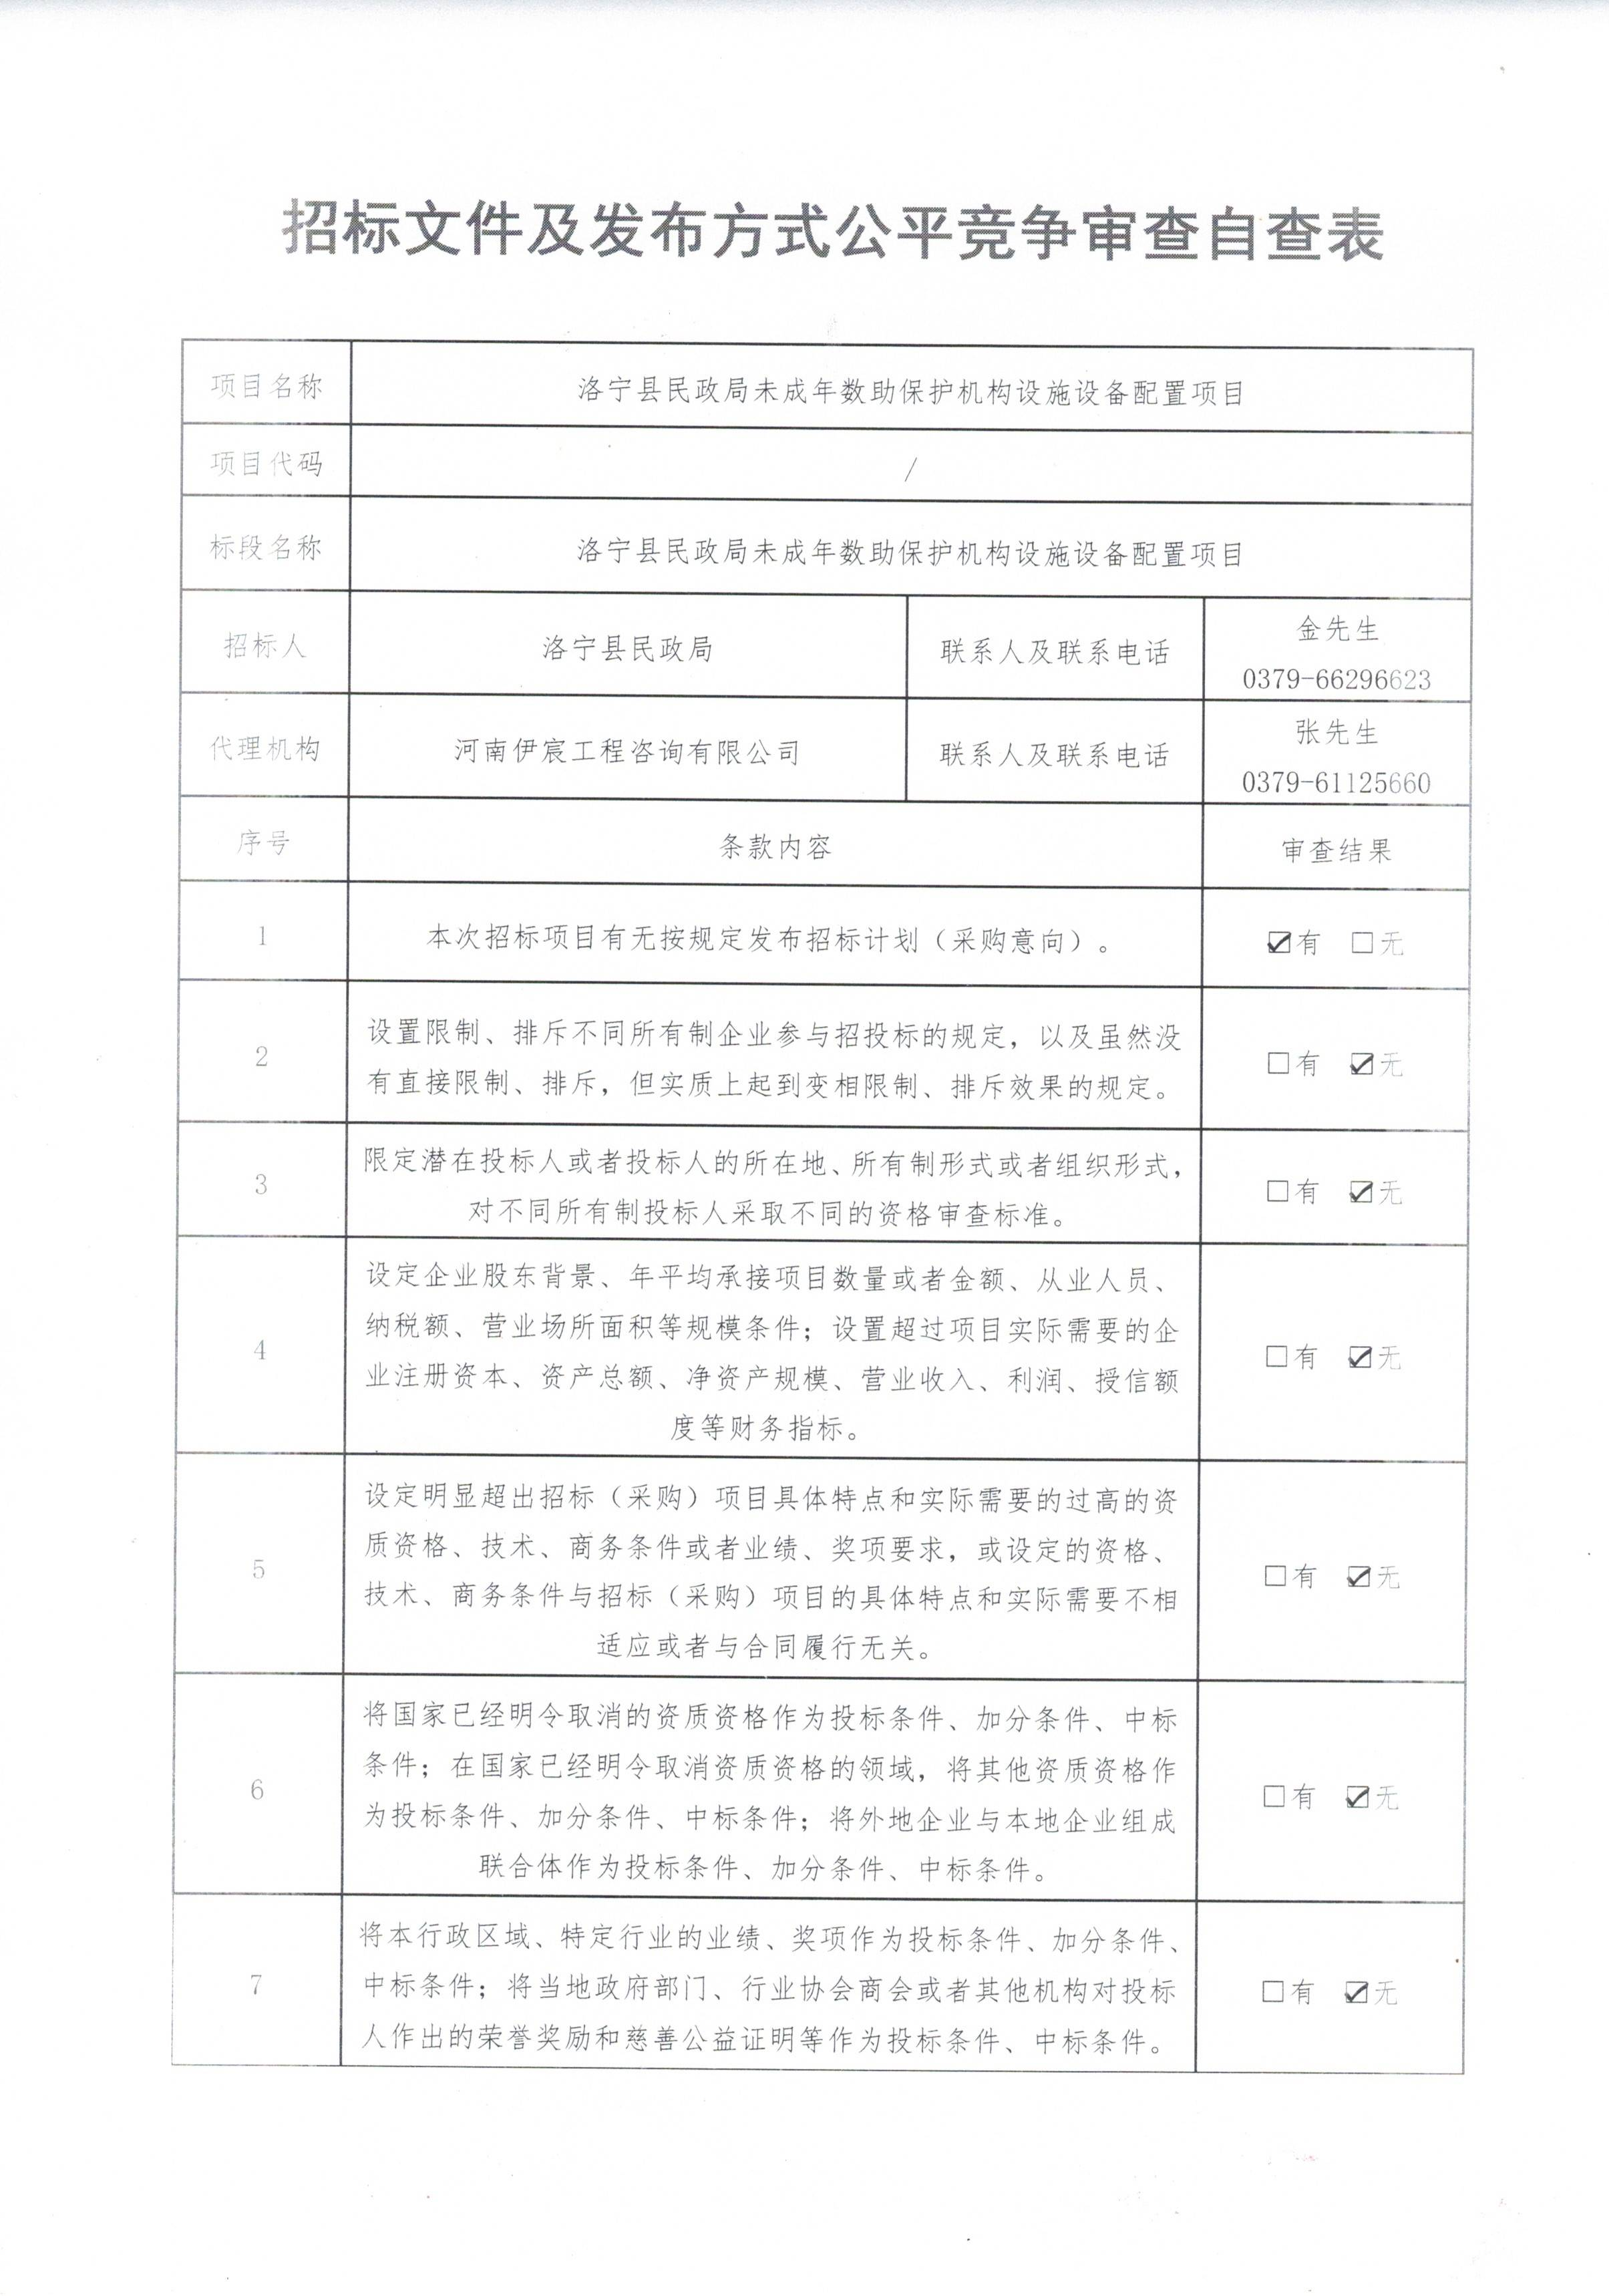 招标文件及发布方式公平竞争审查自查表
项目名称 洛宁县民政局未成年数助保护机构设施设备配置项目
项目代码 /
标段名称 洛宁县民政局未成年数助保护机构设施设备配置项目
招标人 洛宁县民政局 联系人及联系电话 金先生
0379-66296623
代理机构 河南伊宸工程咨询有限公司 联系人及联系电话 张先生
0379-61125660
序号 条款内容 审查结果
1 本次招标项目有无按规定发布招标计划（采购意向）。 ☑有 □无
2 设置限制、排斥不同所有制企业参与招投标的规定，以及虽然没
有直接限制、排斥，但实质上起到变相限制、排斥效果的规定。 □有 ☑无
3 限定潜在投标人或者投标人的所在地、所有制形式或者组织形式，
对不同所有制投标人采取不同的资格审查标准。 □有 ☑无
4 设定企业股东背景、年平均承接项目数量或者金额、从业人员、
纳税额、营业场所面积等规模条件；设置超过项目实际需要的企
业注册资本、资产总额、净资产规模、营业收入、利润、授信额
度等财务指标。 □有 ☑无
5 设定明显超出招标（采购）项目具体特点和实际需要的过高的资
质资格、技术、商务条件或者业绩、奖项要求，或设定的资格、
技术、商务条件与招标（采购）项目的具体特点和实际需要不相
适应或者与合同履行无关。 □有 ☑无
6 将国家已经明令取消的资质资格作为投标条件、加分条件、中标
条件；在国家已经明令取消资质资格的领域，将其他资质资格作
为投标条件、加分条件、中标条件；将外地企业与本地企业组成
联合体作为投标条件、加分条件、中标条件。 □有 ☑无
7 将本行政区域、特定行业的业绩、奖项作为投标条件、加分条件、
中标条件；将当地政府部门、行业协会商会或者其他机构对投标
人作出的荣誉奖励和慈善公益证明等作为投标条件、中标条件。 □有 ☑无